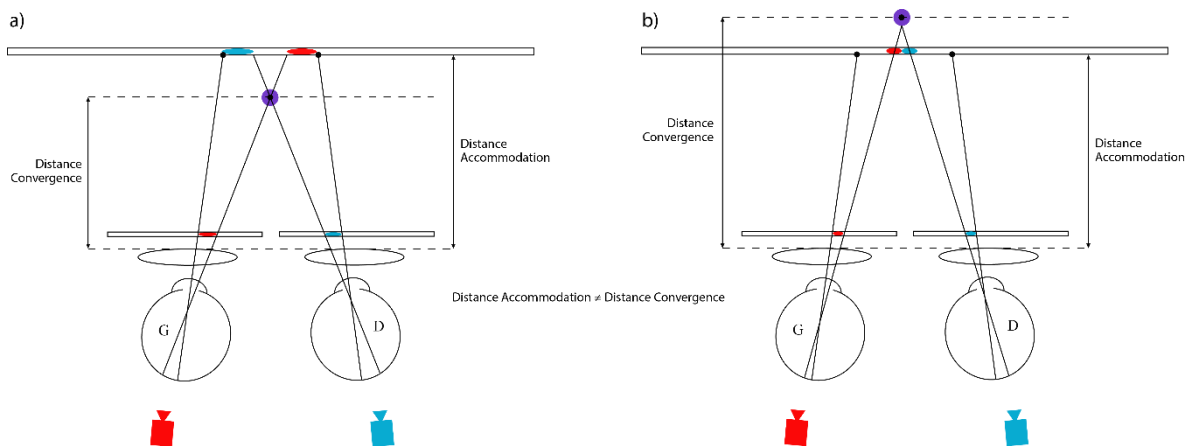 a)
Distance
Convergence
Distance
Accommodation
G
D
Distance Accommodation ≠ Distance Convergence
b)
Distance
Convergence
Distance
Accommodation
G
D